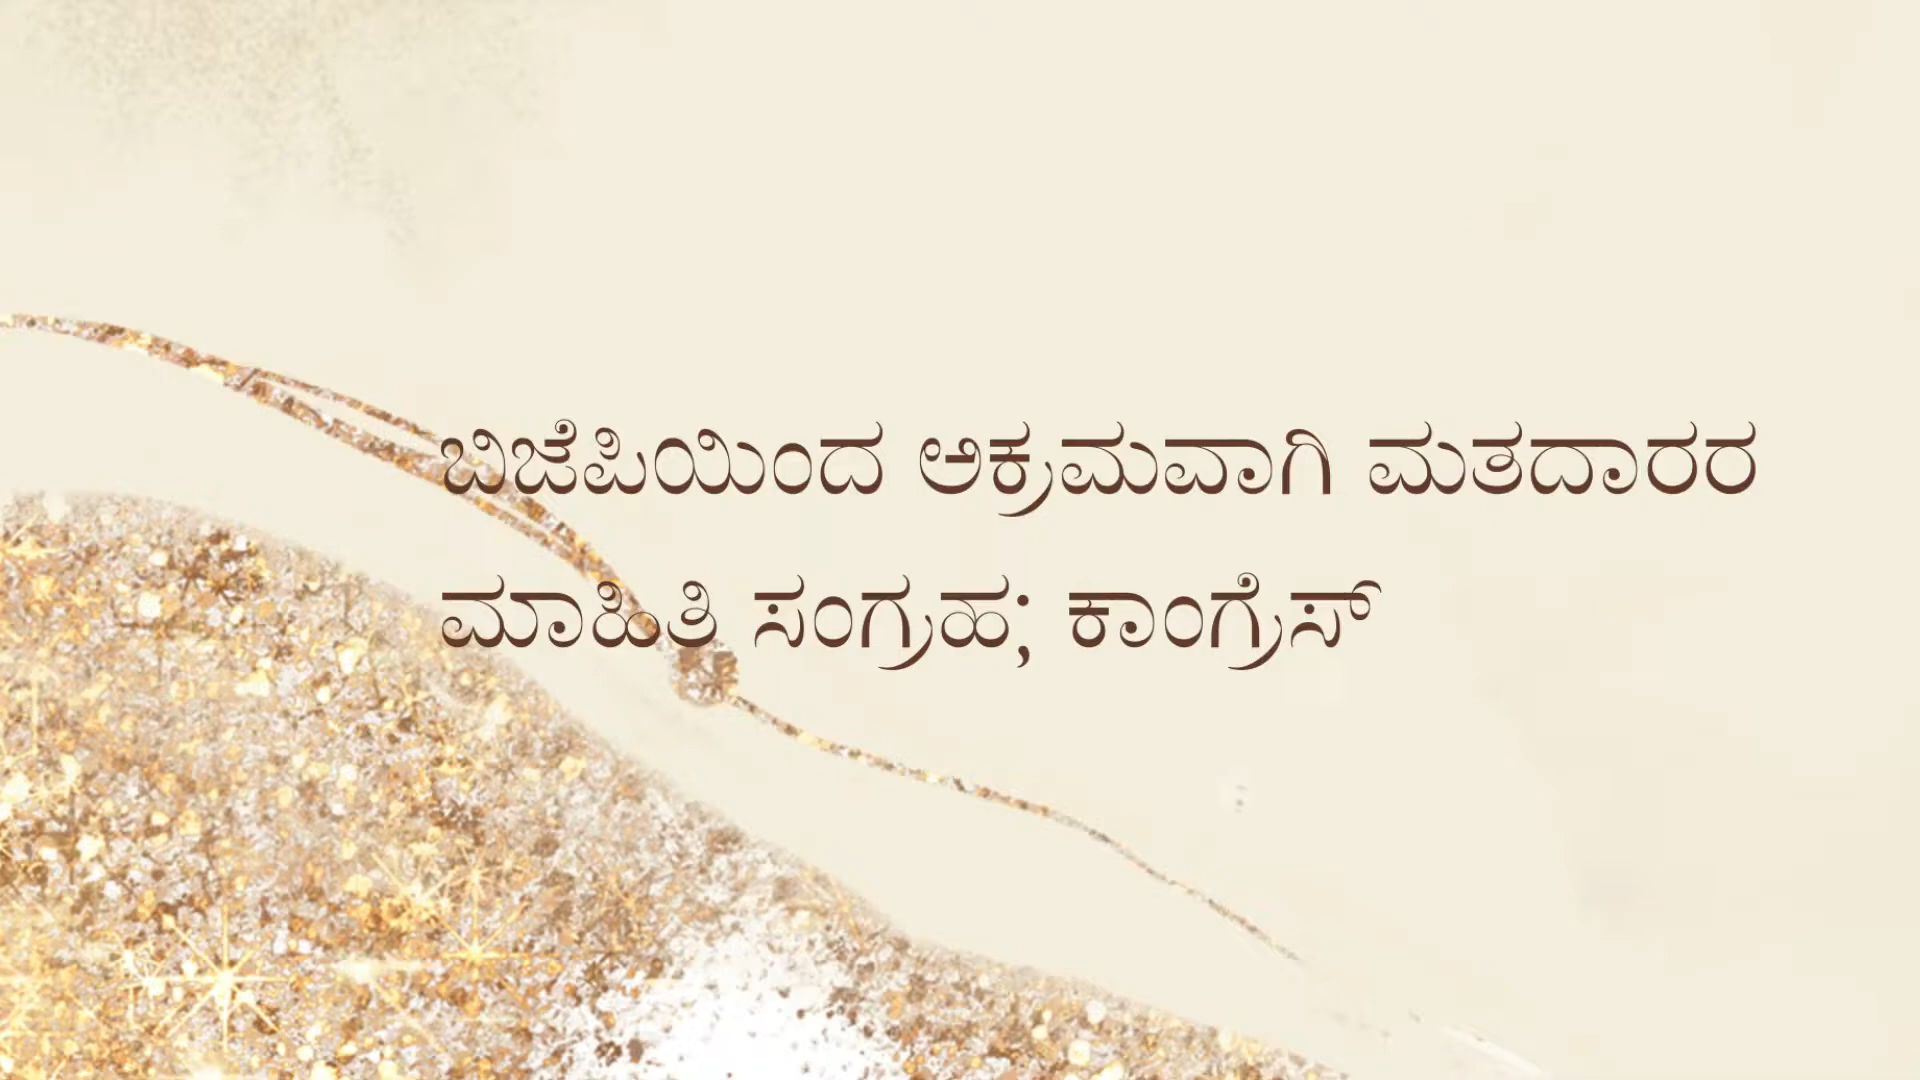 ಬಿಜೆಪಿಯಿಂದ ಅಕ್ರಮವಾಗಿ ಮತದಾರರ
ಮಾಹಿತಿ ಸಂಗ್ರಹ; ಕಾಂಗ್ರೆಸ್